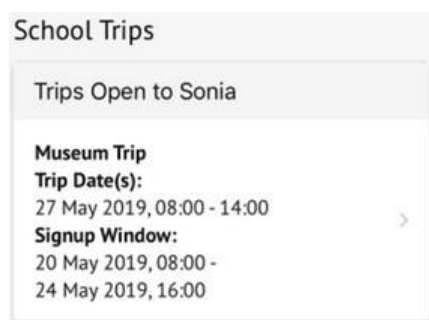 School Trips
Trips Open to Sonia
Museum Trip
Trip Date(s):
27 May 2019, 08:00 - 14:00
Signup Window:
20 May 2019, 08:00 -
24 May 2019, 16:00